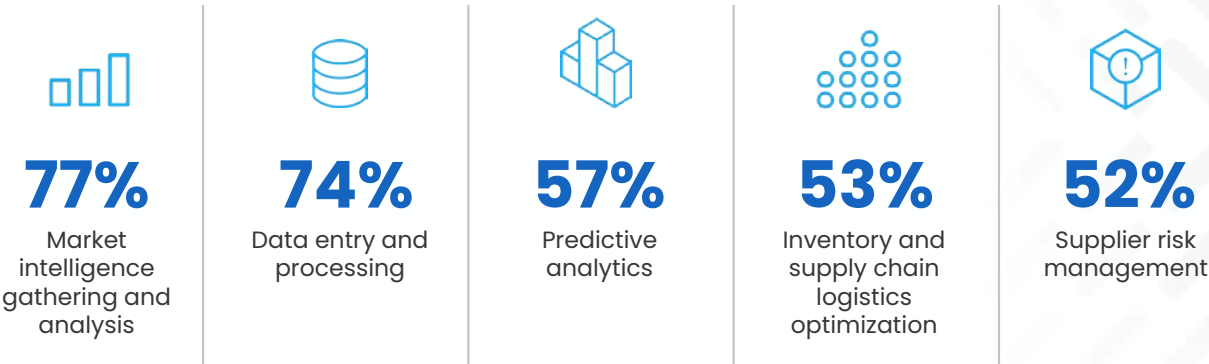 77%
Market
intelligence
gathering and
analysis
74%
Data entry and
processing
57%
Predictive
analytics
53%
Inventory and
supply chain
logistics
optimization
!
52%
Supplier risk
management